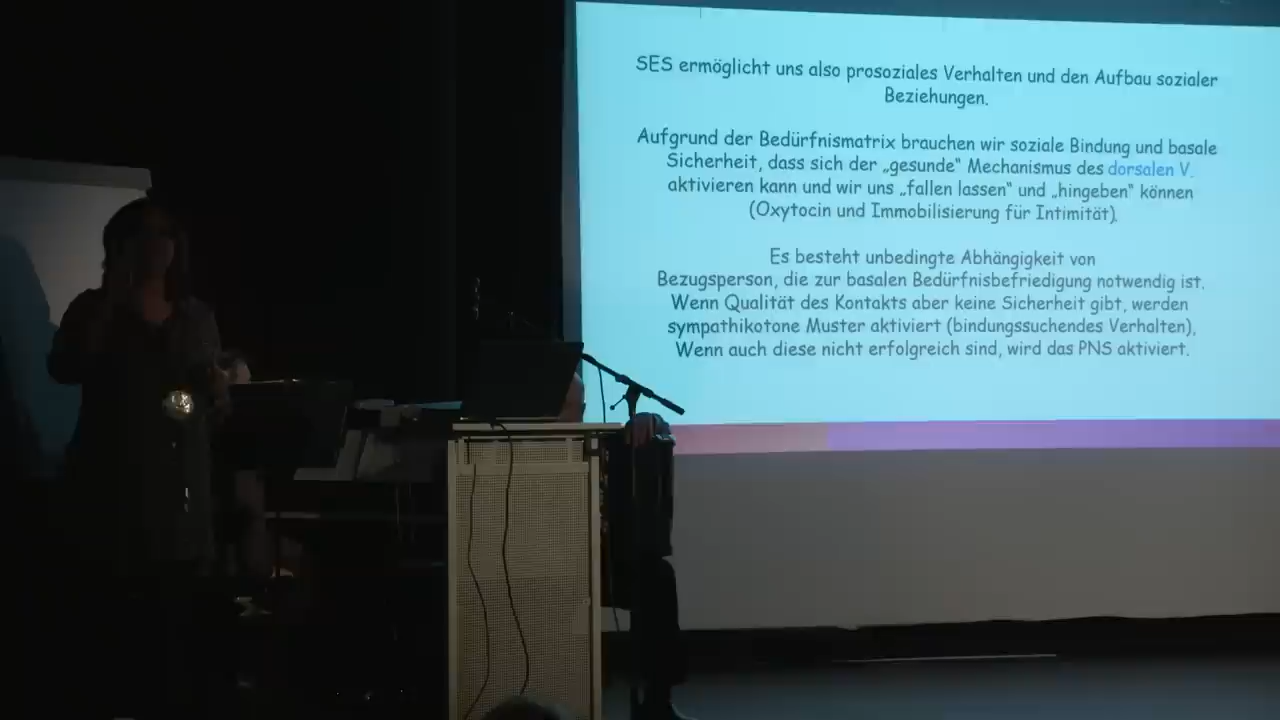 SES ermöglicht uns also prosoziales Verhalten und den Aufbau sozialer
Beziehungen.
Aufgrund der Bedürfnismatrix brauchen wir soziale Bindung und basale
Sicherheit, dass sich der „gesunde“ Mechanismus des dorsalen V.
aktivieren kann und wir uns „fallen lassen“ und „hingeben“ können
(Oxytocin und Immobilisierung für Intimität).
Es besteht unbedingte Abhängigkeit von
Bezugsperson, die zur basalen Bedürfnisbefriedigung notwendig ist.
Wenn Qualität des Kontakts aber keine Sicherheit gibt, werden
sympathikotone Muster aktiviert (bindungssuchendes Verhalten),
Wenn auch diese nicht erfolgreich sind, wird das PNS aktiviert.